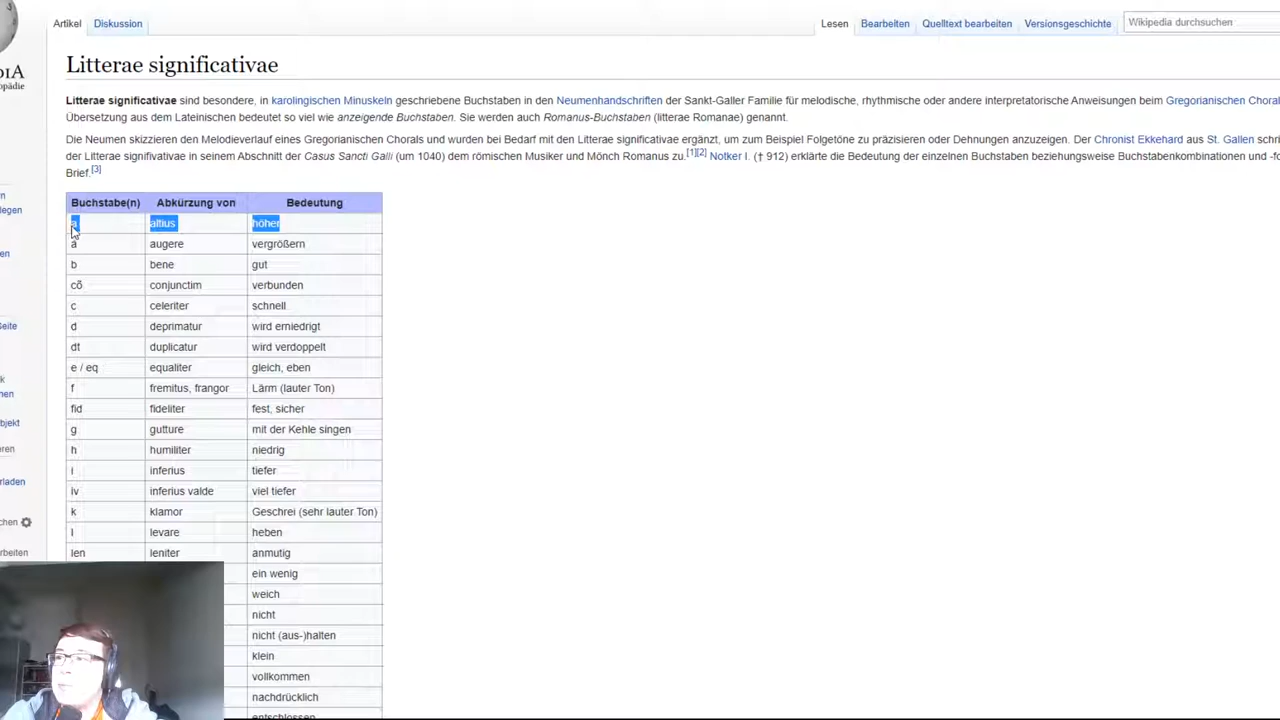 Artikel Diskussion Lesen Bearbeiten Quelltext bearbeiten Versionsgeschichte Wikipedia durchsuchen
Litterae significativae
Litterae significativae sind besondere, in karolingischen Minuskeln geschriebene Buchstaben in den Neumenhandschriften der Sankt-Galler Familie für melodische, rhythmische oder andere interpretatorische Anweisungen beim Gregorianischen Choral
Übersetzung aus dem Lateinischen bedeutet so viel wie anzeigende Buchstaben. Sie werden auch Romanus-Buchstaben (litterae Romanae) genannt.
Die Neumen skizzieren den Melodieverlauf eines Gregorianischen Chorals und wurden bei Bedarf mit den Litterae significativae ergänzt, um zum Beispiel Folgetöne zu präzisieren oder Dehnungen anzuzeigen. Der Chronist Ekkehard aus St. Gallen schri
der Litterae signifivativae in seinem Abschnitt der Casus Sancti Galli (um 1040) dem römischen Musiker und Mönch Romanus zu.[1][2] Notker I. († 912) erklärte die Bedeutung der einzelnen Buchstaben beziehungsweise Buchstabenkombinationen und -fo
Brief.[3]
Buchstabe(n) Abkürzung von Bedeutung
a altius höher
augere vergrößern
b bene gut
cõ conjunctim verbunden
c celeriter schnell
d deprimatur wird erniedrigt
dt duplicatur wird verdoppelt
e / eq equaliter gleich, eben
f fremitus, frangor Lärm (lauter Ton)
fid fideliter fest, sicher
g gutture mit der Kehle singen
h humiliter niedrig
i inferius tiefer
iv inferius valde viel tiefer
k klamor Geschrei (sehr lauter Ton)
l levare heben
len leniter anmutig
ein wenig
weich
nicht
nicht (aus-)halten
klein
vollkommen
nachdrücklich
entschlossen